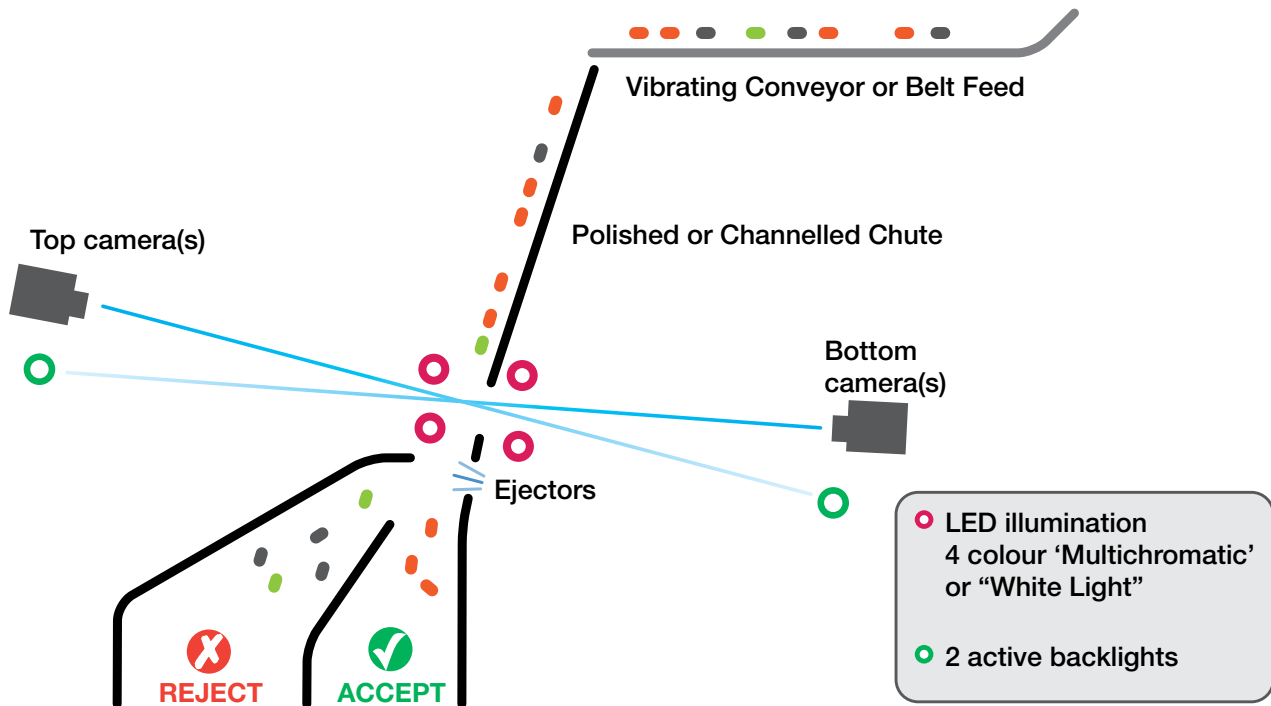 Vibrating Conveyor or Belt Feed
Polished or Channelled Chute
Top camera(s)
Bottom
camera(s)
Ejectors
LED illumination
4 colour ‘Multichromatic’
or “White Light”
2 active backlights
REJECT
ACCEPT